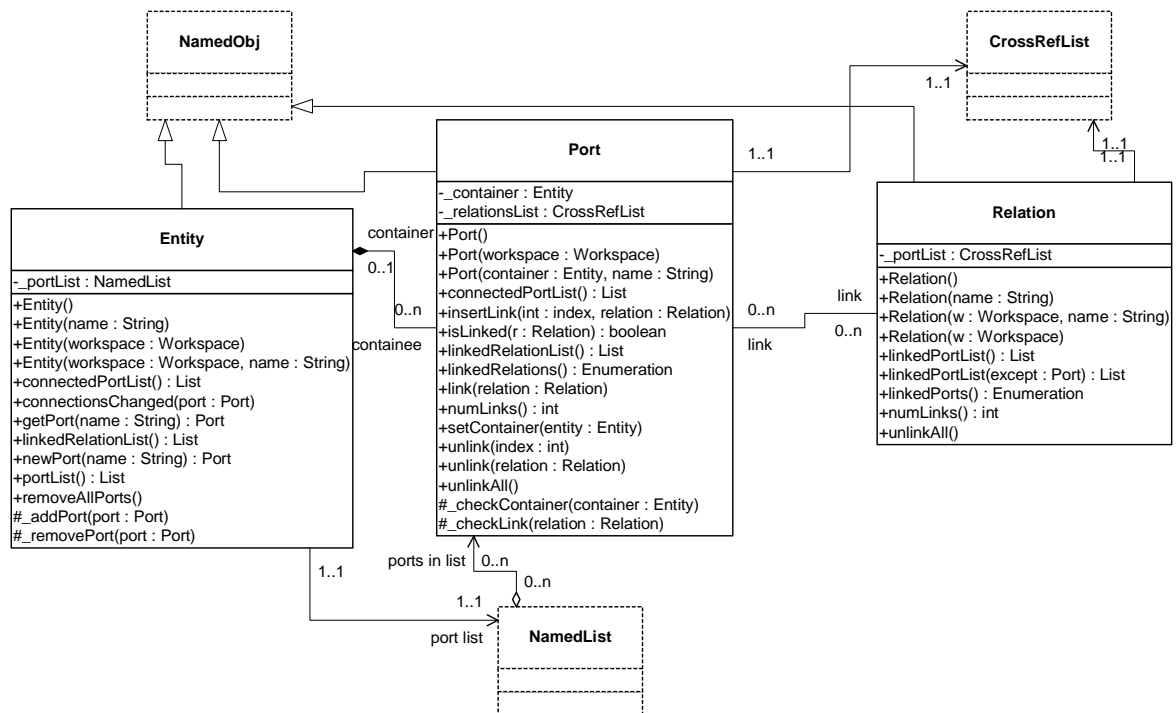 NamedObj
CrossRefList
1..1
1..1
1..1
1..1
Port
-_container : Entity
-_relationsList : CrossRefList
+Port()
+Port(workspace : Workspace)
+Port(container : Entity, name : String)
+connectedPortList() : List
+insertLink(int : index, relation : Relation)
+isLinked(r : Relation) : boolean
+linkedRelationList() : List
+linkedRelations() : Enumeration
+link(relation : Relation)
+numLinks() : int
+setContainer(entity : Entity)
+unlink(index : int)
+unlink(relation : Relation)
+unlinkAll()
#_checkContainer(container : Entity)
#_checkLink(relation : Relation)
Relation
-_portList : CrossRefList
+Relation()
+Relation(name : String)
+Relation(w : Workspace, name : String)
+Relation(w : Workspace)
+linkedPortList() : List
+linkedPortList(except : Port) : List
+linkedPorts() : Enumeration
+numLinks() : int
+unlinkAll()
Entity
-_portList : NamedList
+Entity()
+Entity(name : String)
+Entity(workspace : Workspace)
+Entity(workspace : Workspace, name : String)
+connectedPortList() : List
+connectionsChanged(port : Port)
+getPort(name : String) : Port
+linkedRelationList() : List
+newPort(name : String) : Port
+portList() : List
+removeAllPorts()
#_addPort(port : Port)
#_removePort(port : Port)
container
0..1
0..n
containee
link
0..n
0..n
link
ports in list
0..n
0..n
1..1
1..1
port list
NamedList